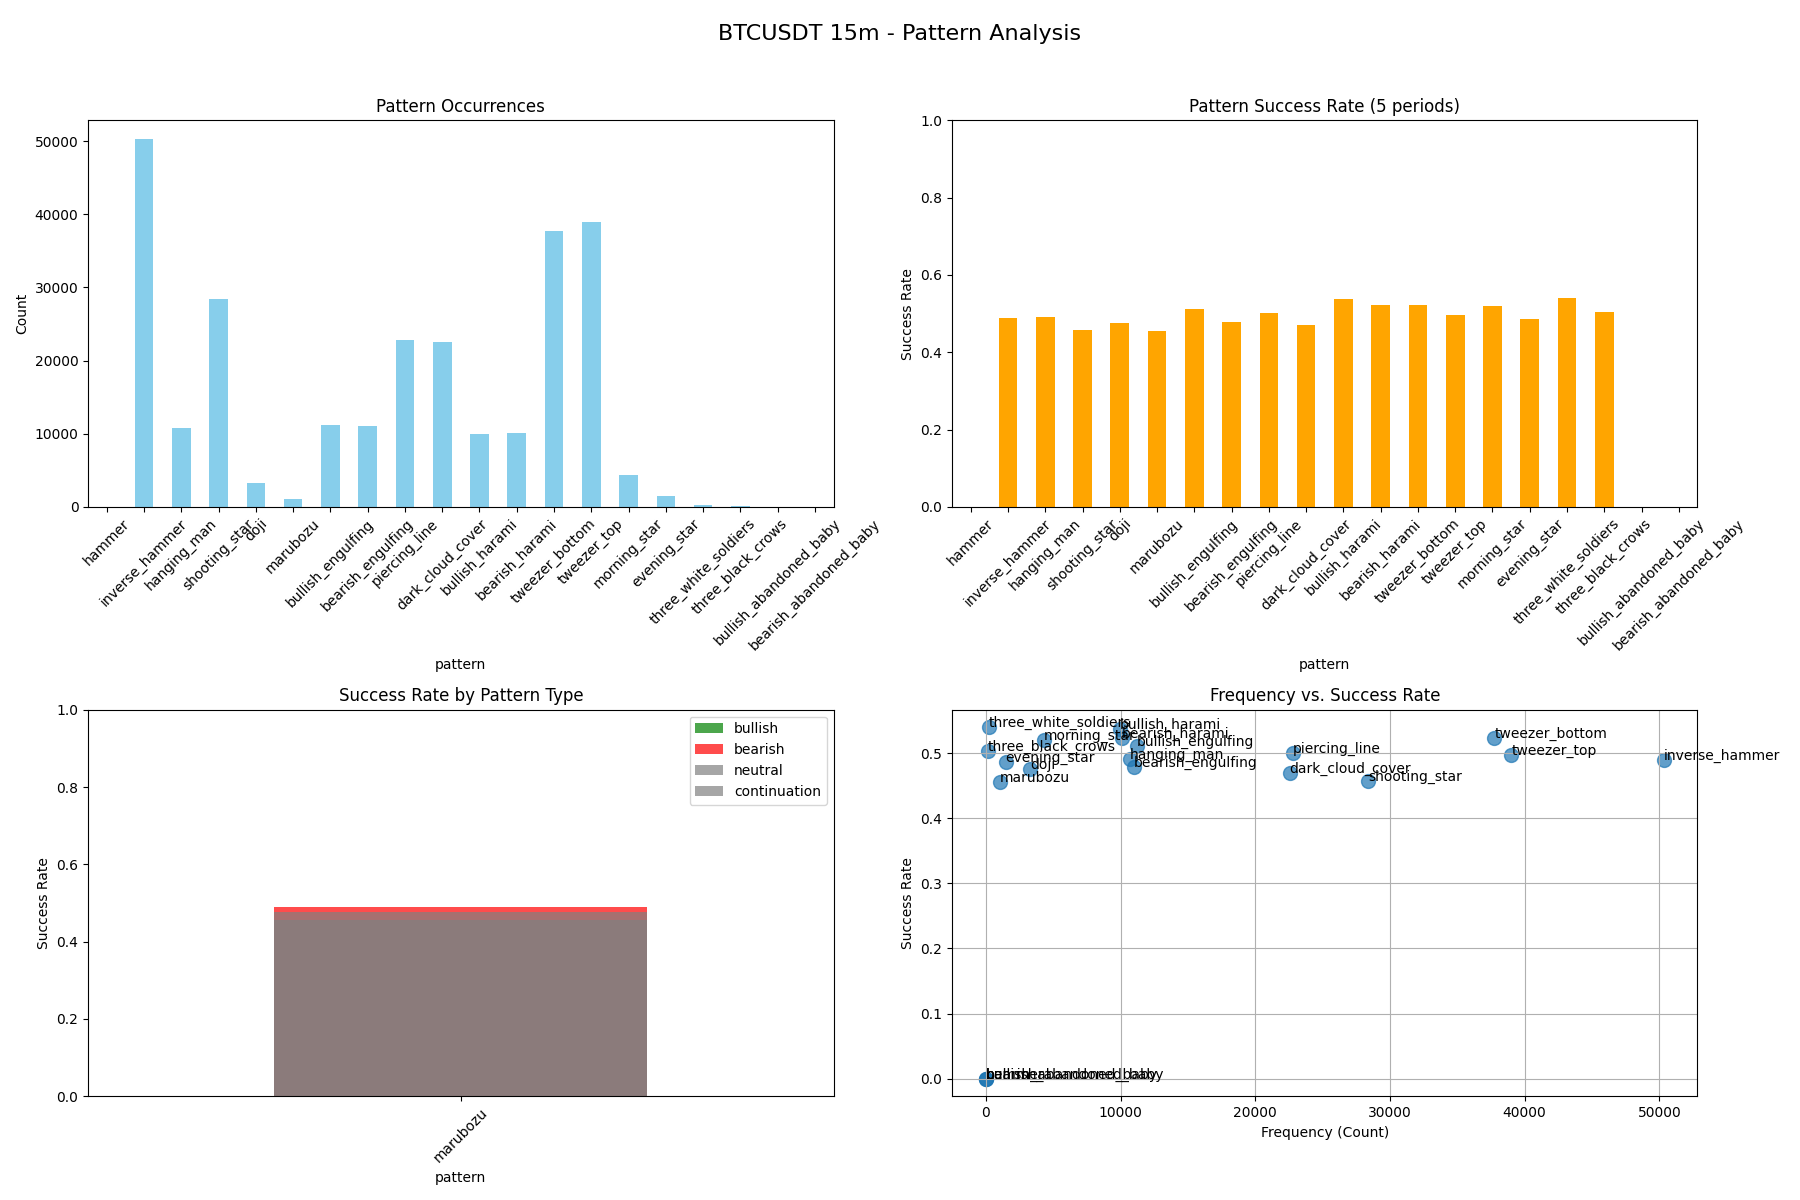 BTCUSDT 15m - Pattern Analysis
Pattern Occurrences
Count
50000
40000
30000
20000
10000
0
hammer
inverse_hammer
hanging_man
shooting_star
doji
marubozu
bullish_engulfing
bearish_engulfing
piercing_line
dark_cloud_cover
bullish_harami
bearish_harami
tweezer_bottom
tweezer_top
morning_star
evening_star
three_white_soldiers
three_black_crows
bullish_abandoned_baby
bearish_abandoned_baby
pattern
Pattern Success Rate (5 periods)
Success Rate
1.0
0.8
0.6
0.4
0.2
0.0
hammer
inverse_hammer
hanging_man
shooting_star
doji
marubozu
bullish_engulfing
bearish_engulfing
piercing_line
dark_cloud_cover
bullish_harami
bearish_harami
tweezer_bottom
tweezer_top
morning_star
evening_star
three_white_soldiers
three_black_crows
bullish_abandoned_baby
bearish_abandoned_baby
pattern
Success Rate by Pattern Type
Success Rate
1.0
0.8
0.6
0.4
0.2
0.0
bullish
bearish
neutral
continuation
marubozu
pattern
Frequency vs. Success Rate
Success Rate
0.5
0.4
0.3
0.2
0.1
0.0
three_white_soldiers
bullish_harami
bearish_harami
morning_star
bullish_engulfing
three_black_crows
hanging_man
evening_star
bearish_engulfing
doji
marubozu
piercing_line
dark_cloud_cover
shooting_star
tweezer_bottom
tweezer_top
inverse_hammer
0
10000
20000
30000
40000
50000
Frequency (Count)